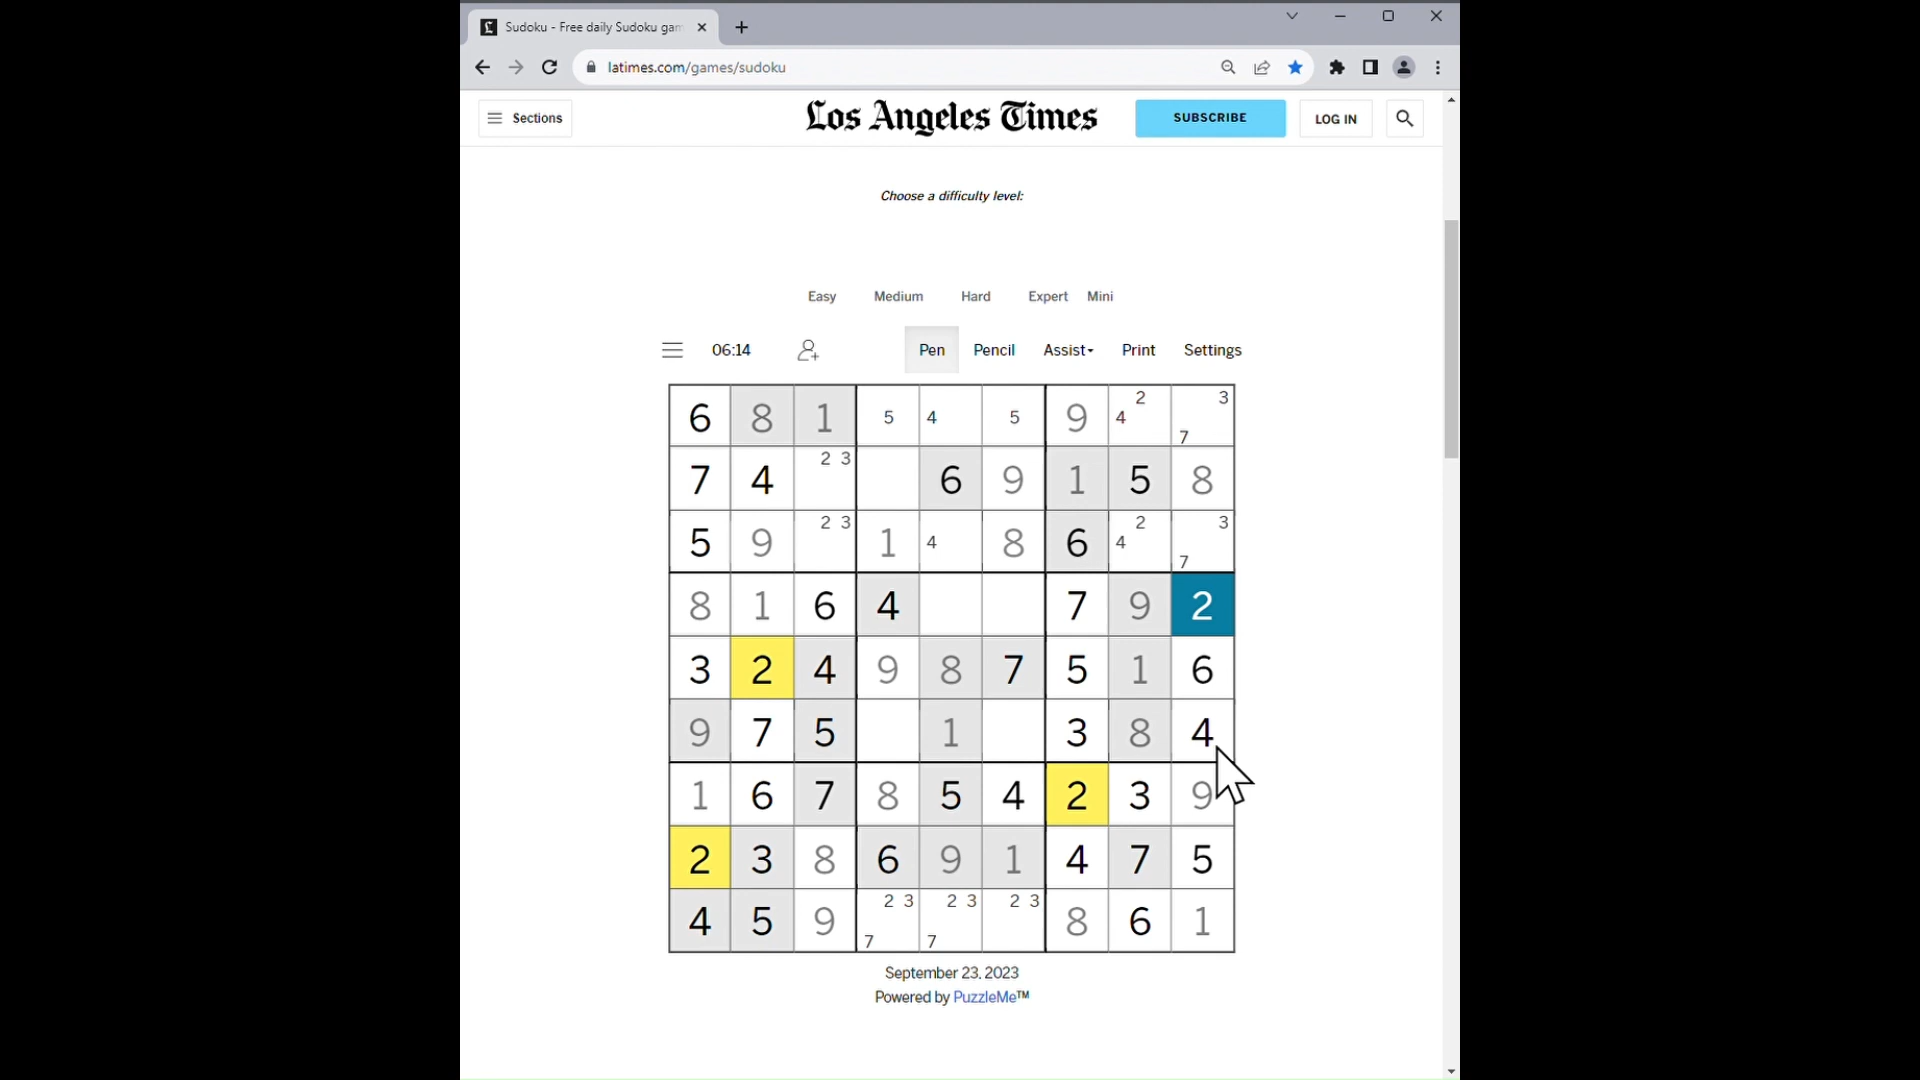 Sudoku - Free daily Sudoku gam
latimes.com/games/sudoku
Sections
Los Angeles Times
SUBSCRIBE
LOG IN
Choose a difficulty level:
Easy Medium Hard Expert Mini
06:14 Pen Pencil Assist Print Settings
6 8 1 5 4 5 9 2 4 3 7
7 4 2 3 6 9 1 5 8
5 9 2 3 1 4 8 6 2 4 3 7
8 1 6 4 7 9 2
3 2 4 9 8 7 5 1 6
9 7 5 1 3 8 4
1 6 7 8 5 4 2 3 9
2 3 8 6 9 1 4 7 5
4 5 9 2 3 7 2 3 7 2 3 8 6 1
September 23, 2023
Powered by PuzzleMe™